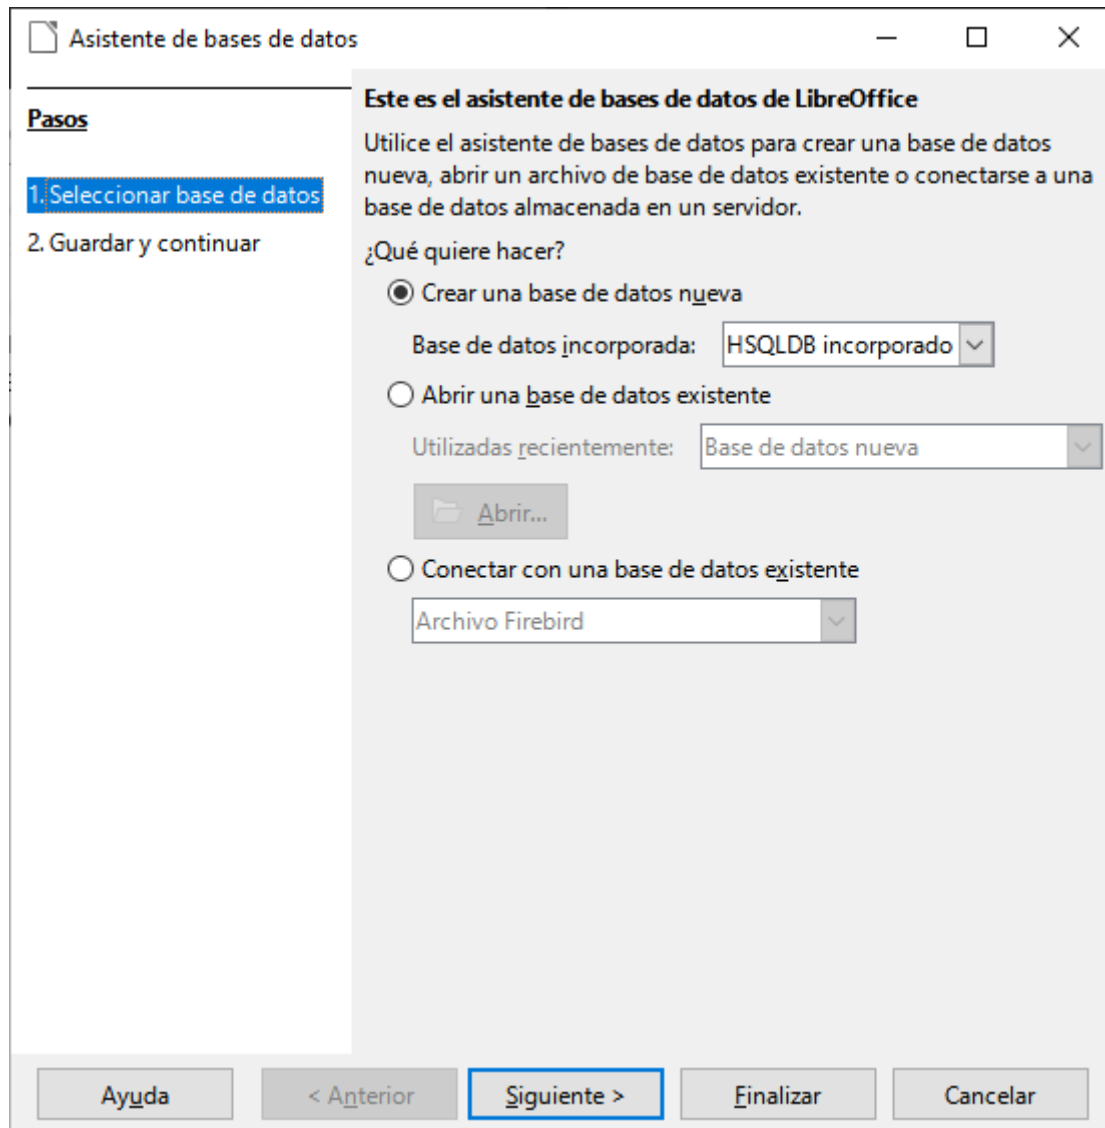 Asistente de bases de datos
Pasos
1. Seleccionar base de datos
2. Guardar y continuar
Este es el asistente de bases de datos de LibreOffice
Utilice el asistente de bases de datos para crear una base de datos
nueva, abrir un archivo de base de datos existente o conectarse a una
base de datos almacenada en un servidor.
¿Qué quiere hacer?
Crear una base de datos nueva
Base de datos incorporada: HSQLDB incorporado
Abrir una base de datos existente
Utilizadas recientemente: Base de datos nueva
Abrir...
Conectar con una base de datos existente
Archivo Firebird
Ayuda < Anterior Siguiente > Finalizar Cancelar